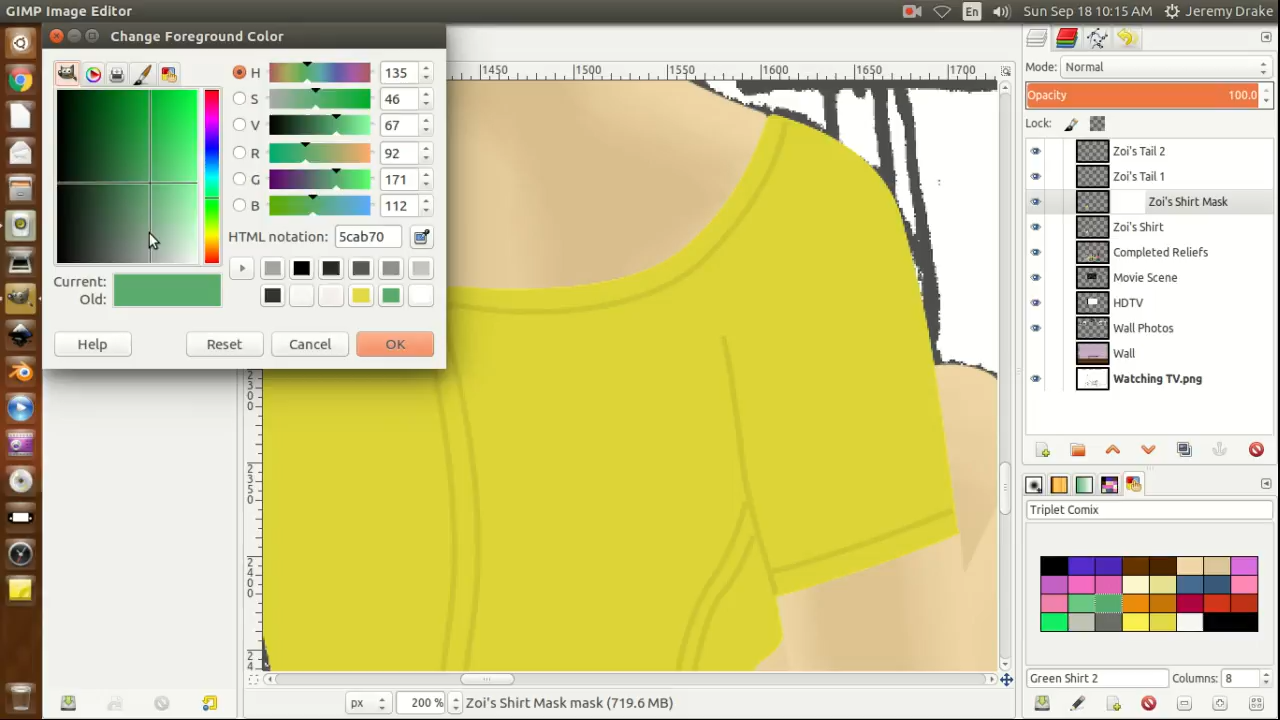 GIMP Image Editor
En
Sun Sep 18 10:15 AM
Jeremy Drake
Change Foreground Color
H 135
S 46
V 67
R 92
G 171
B 112
HTML notation: 5cab70
Current:
Old:
Help
Reset
Cancel
OK
1450
1500
1550
1600
1650
1700
Mode: Normal
Opacity 100.0
Lock:
Zoi's Tail 2
Zoi's Tail 1
Zoi's Shirt Mask
Zoi's Shirt
Completed Reliefs
Movie Scene
HDTV
Wall Photos
Wall
Watching TV.png
Triplet Comix
Green Shirt 2
Columns: 8
px
200 %
Zoi's Shirt Mask mask (719.6 MB)